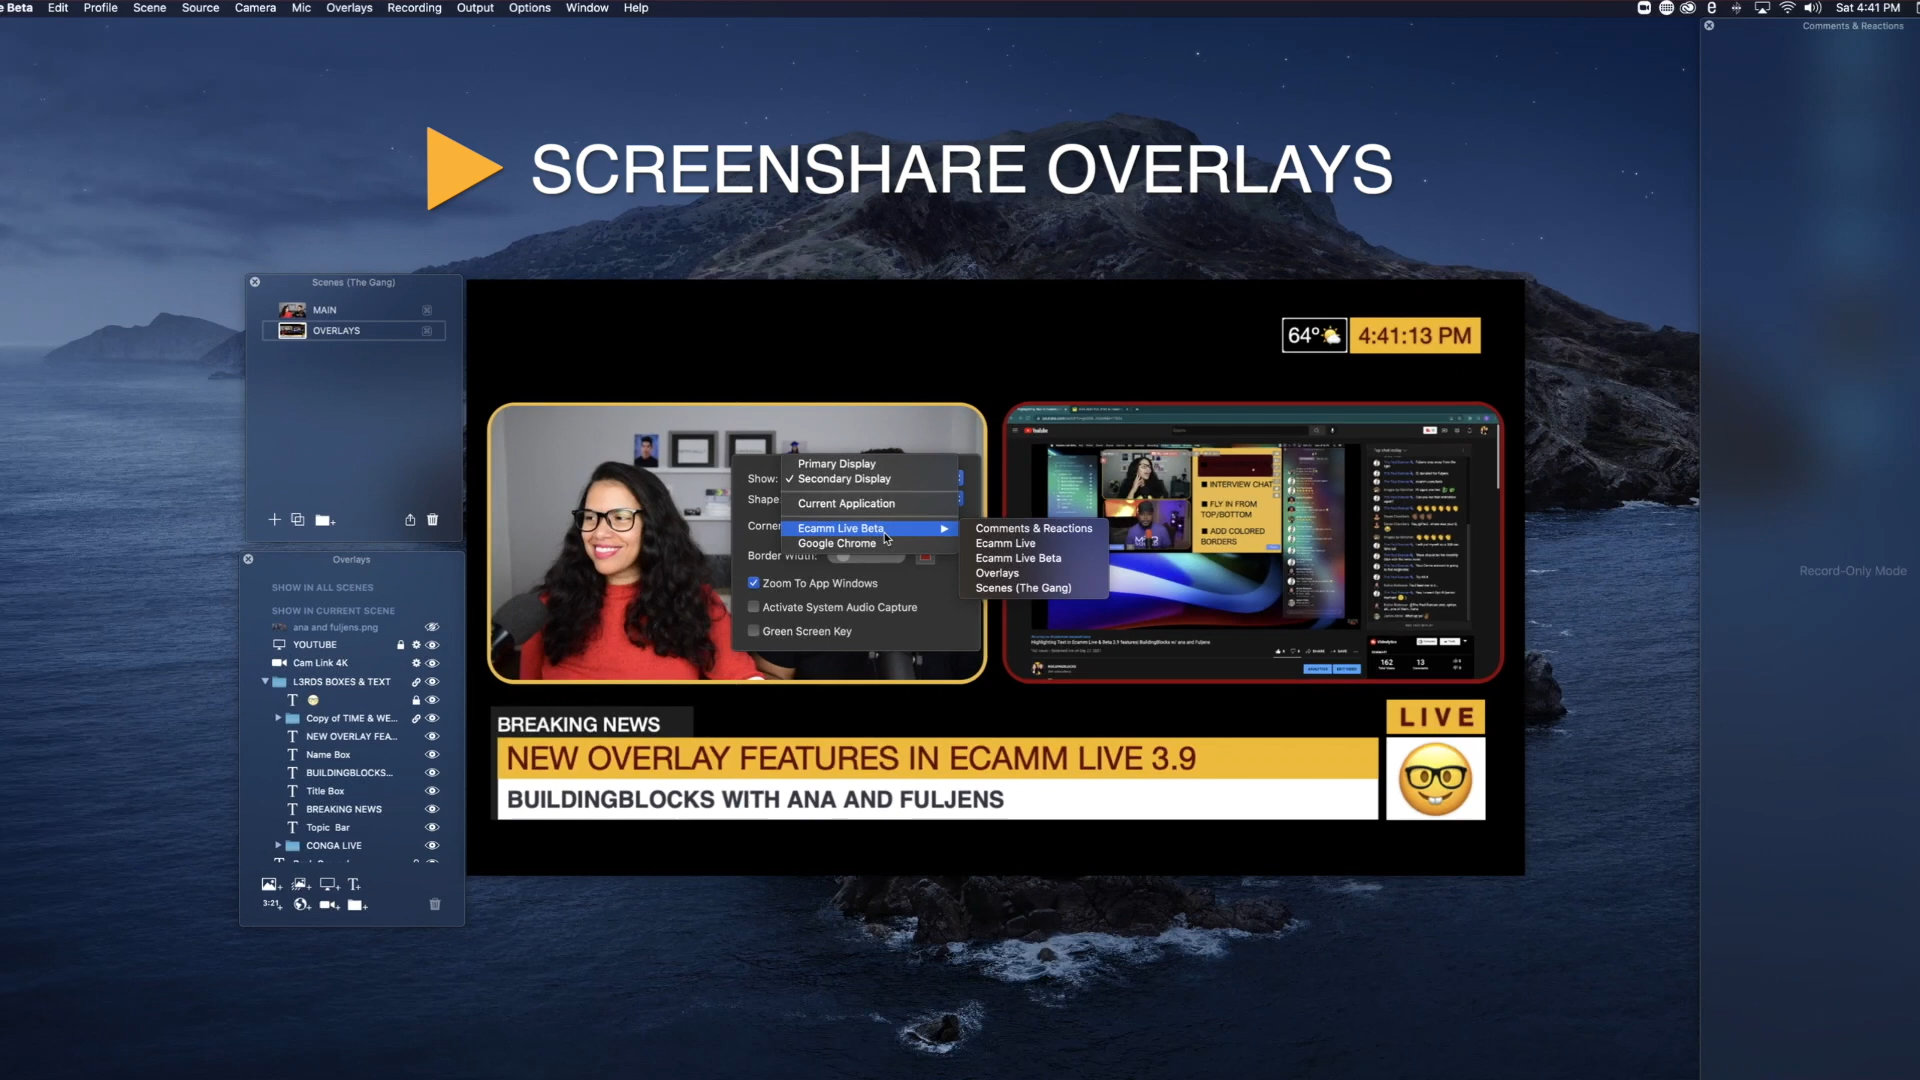 e Beta Edit Profile Scene Source Camera Mic Overlays Recording Output Options Window Help
Sat 4:41 PM
Comments & Reactions
SCREENSHARE OVERLAYS
Scenes (The Gang)
MAIN
OVERLAYS
64° 4:41:13 PM
Show: Primary Display
✓ Secondary Display
Shape
Current Application
Corner
Ecamm Live Beta
Google Chrome
Border Width:
Zoom To App Windows
Activate System Audio Capture
Green Screen Key
Comments & Reactions
Ecamm Live
Ecamm Live Beta
Overlays
Scenes (The Gang)
YouTube
INTERVIEW CHAT
FLY IN FROM
TOP/BOTTOM
ADD COLORED
BORDERS
162
13
Overlays
SHOW IN ALL SCENES
SHOW IN CURRENT SCENE
ana and fuljens.png
YOUTUBE
Cam Link 4K
L3RDS BOXES & TEXT
Copy of TIME & WE...
NEW OVERLAY FEA...
Name Box
BUILDINGBLOCKS...
Title Box
BREAKING NEWS
Topic Bar
CONGA LIVE
3:21
Record-Only Mode
BREAKING NEWS
NEW OVERLAY FEATURES IN ECAMM LIVE 3.9
BUILDINGBLOCKS WITH ANA AND FULJENS
LIVE